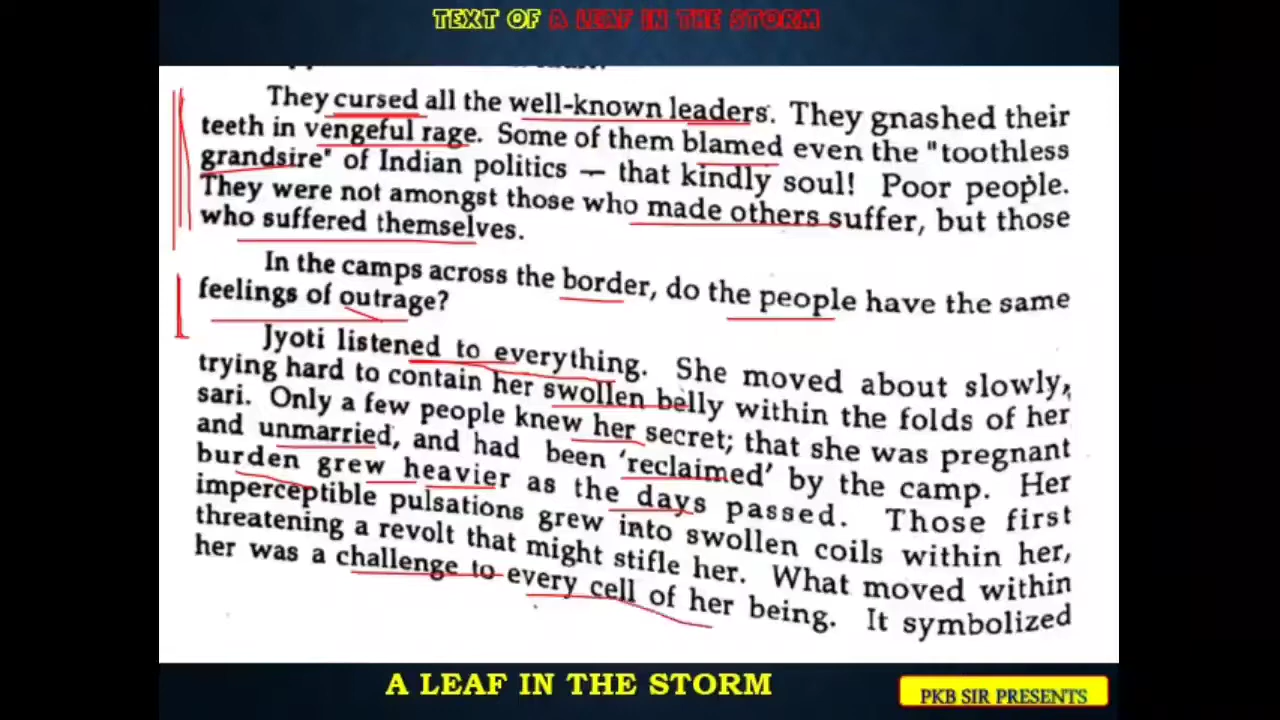 TEXT OF A LEAF IN THE STORM
They cursed all the well-known leaders. They gnashed their
teeth in vengeful rage. Some of them blamed even the "toothless
grandsire" of Indian politics — that kindly soul! Poor people.
They were not amongst those who made others suffer, but those
who suffered themselves.
In the camps across the border, do the people have the same
feelings of outrage?
Jyoti listened to everything. She moved about slowly,
trying hard to contain her swollen belly within the folds of her
sari. Only a few people knew her secret; that she was pregnant
and unmarried, and had been 'reclaimed' by the camp. Her
burden grew heavier as the days passed. Those first
imperceptible pulsations grew into swollen coils within her,
threatening a revolt that might stifle her. What moved within
her was a challenge to every cell of her being. It symbolized
A LEAF IN THE STORM
PKB SIR PRESENTS